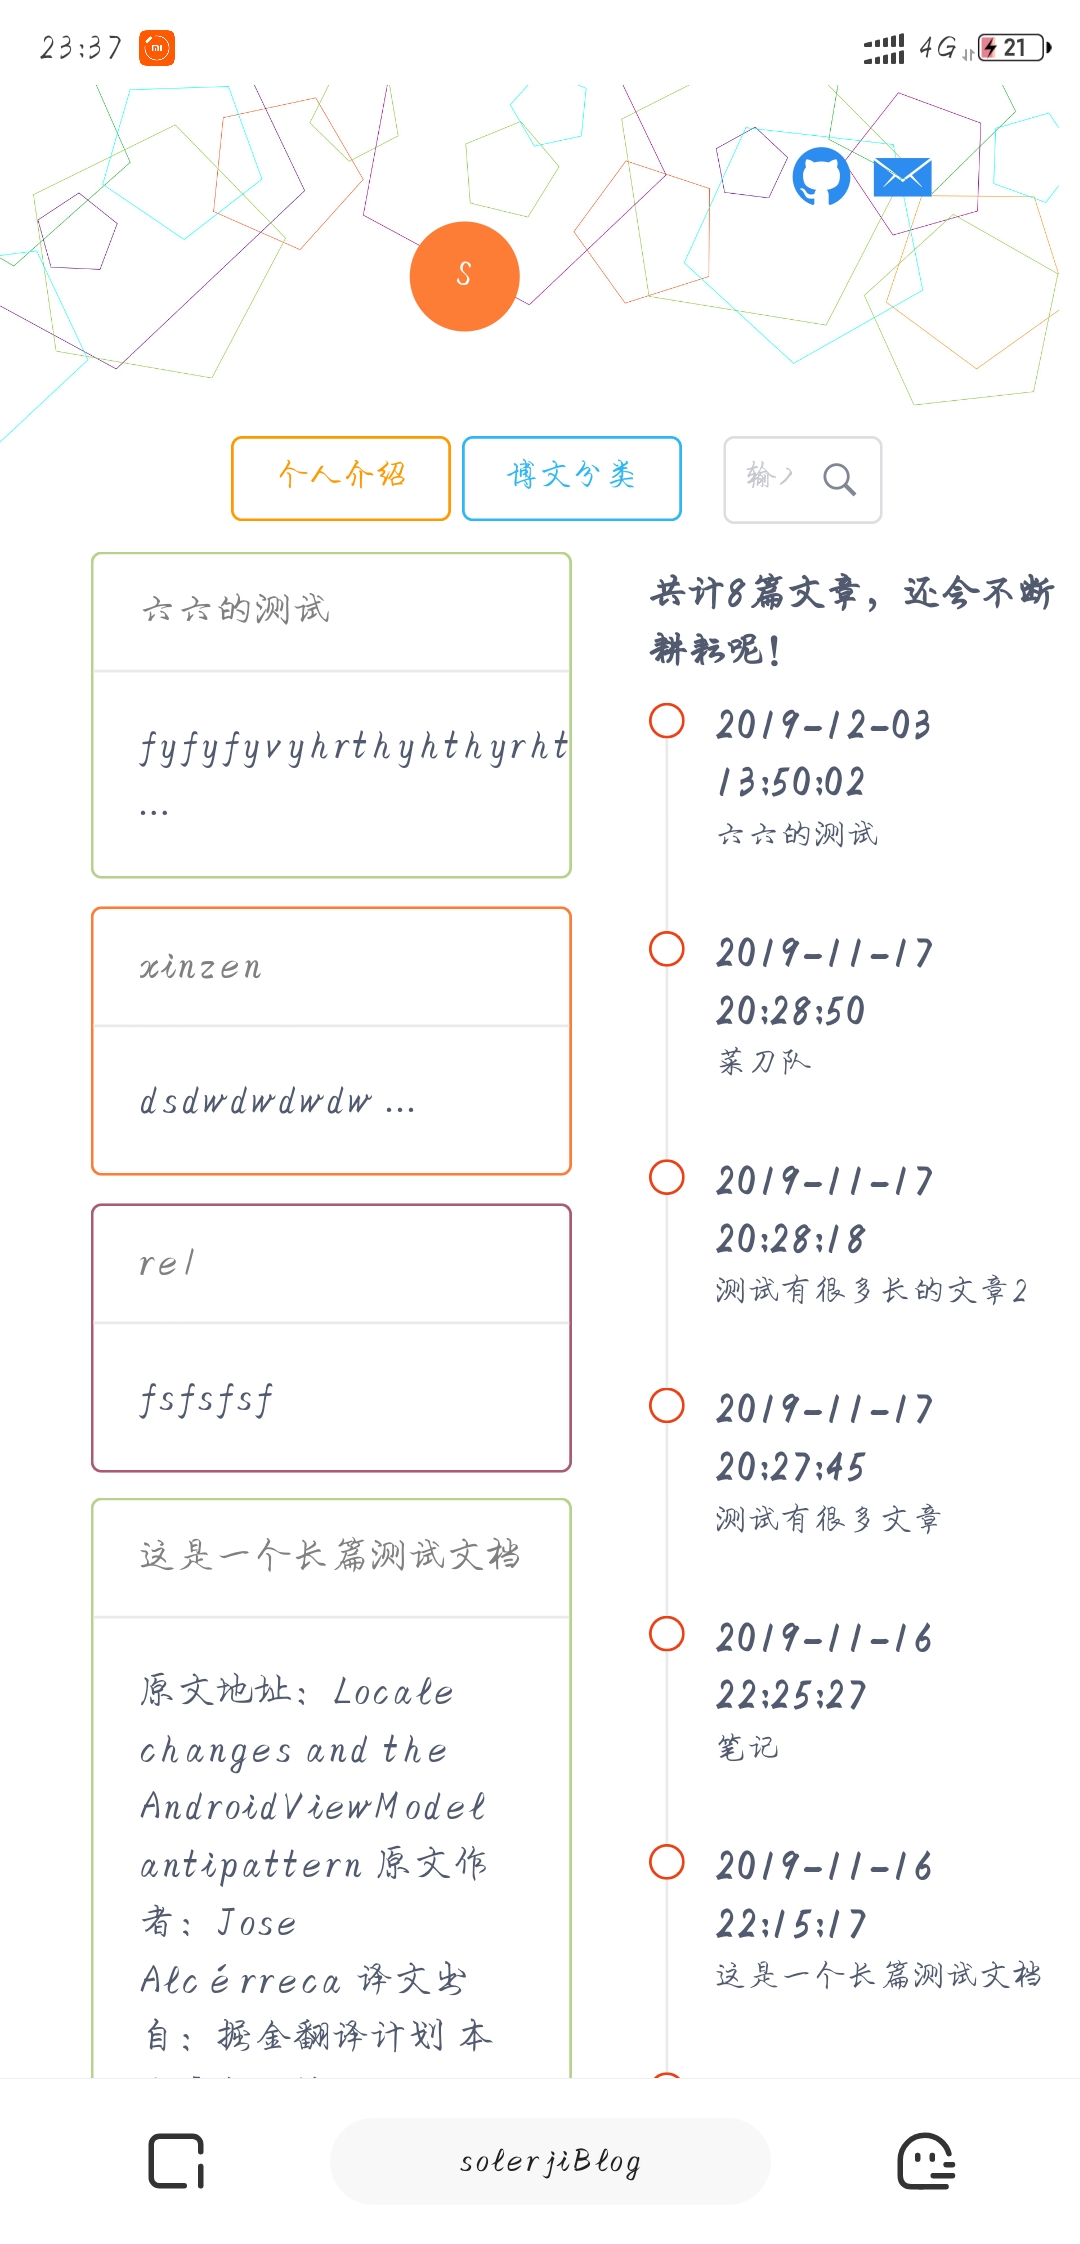 23:37
4G
21
S
个人介绍
博文分类
输入
六六的测试
fyfyfyvyhrthyhthyrht
...
xinzen
dsdwdwdwdw ...
rel
fsfsfsf
这是一个长篇测试文档
原文地址：Locale
changes and the
AndroidViewModel
antipattern 原文作
者：Jose
Alcérreca 译文出
自：掘金翻译计划 本
共计8篇文章，还会不断
耕耘呢！
2019-12-03
13:50:02
六六的测试
2019-11-17
20:28:50
菜刀队
2019-11-17
20:28:18
测试有很多长的文章2
2019-11-17
20:27:45
测试有很多文章
2019-11-16
22:25:27
笔记
2019-11-16
22:15:17
这是一个长篇测试文档
solerjiBlog